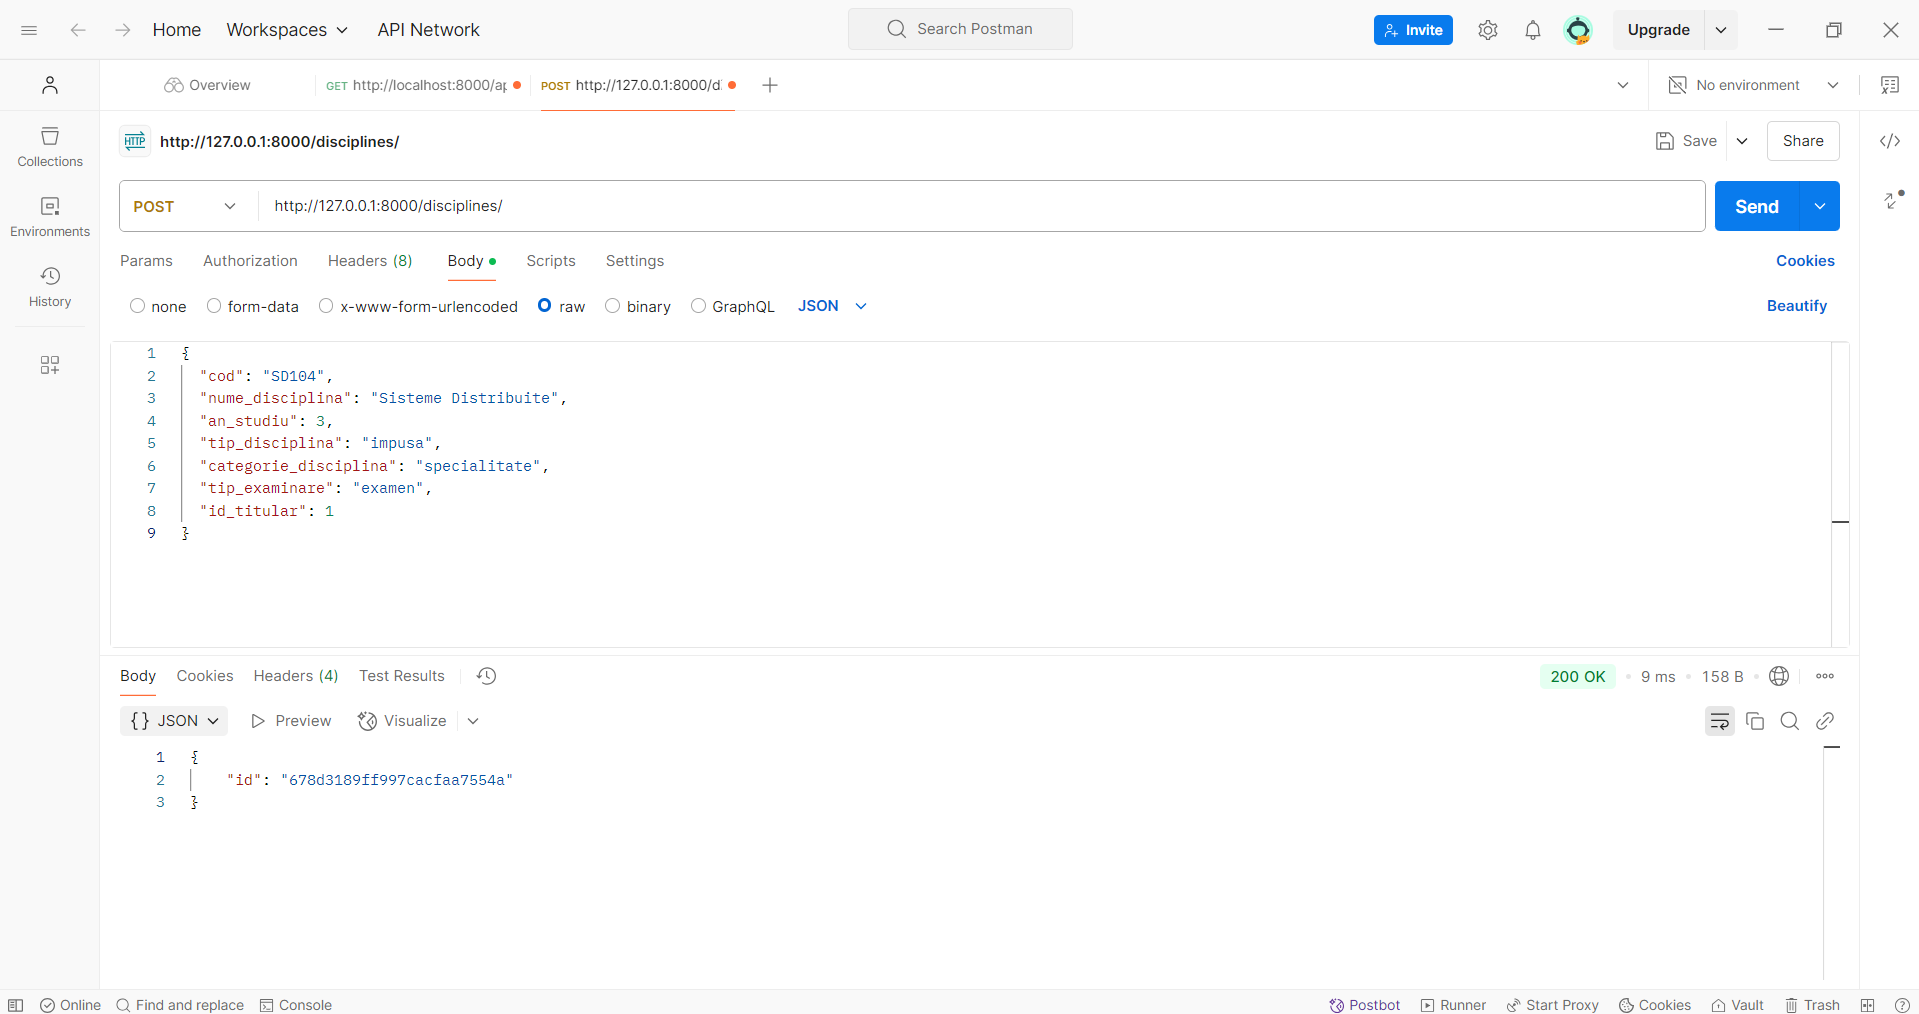 Home Workspaces API Network Search Postman Invite Upgrade
Overview GET http://localhost:8000/ap POST http://127.0.0.1:8000/d No environment
HTTP http://127.0.0.1:8000/disciplines/ Save Share
Collections
Environments
History
POST http://127.0.0.1:8000/disciplines/ Send
Params Authorization Headers (8) Body Scripts Settings Cookies
none form-data x-www-form-urlencoded raw binary GraphQL JSON Beautify
1 {
2 "cod": "SD104",
3 "nume_disciplina": "Sisteme Distribuite",
4 "an_studiu": 3,
5 "tip_disciplina": "impusa",
6 "categorie_disciplina": "specialitate",
7 "tip_examinare": "examen",
8 "id_titular": 1
9 }
Body Cookies Headers (4) Test Results 200 OK • 9 ms • 158 B •
{} JSON Preview Visualize
1 {
2 "id": "678d3189ff997cacfaa7554a"
3 }
Online Find and replace Console Postbot Runner Start Proxy Cookies Vault Trash